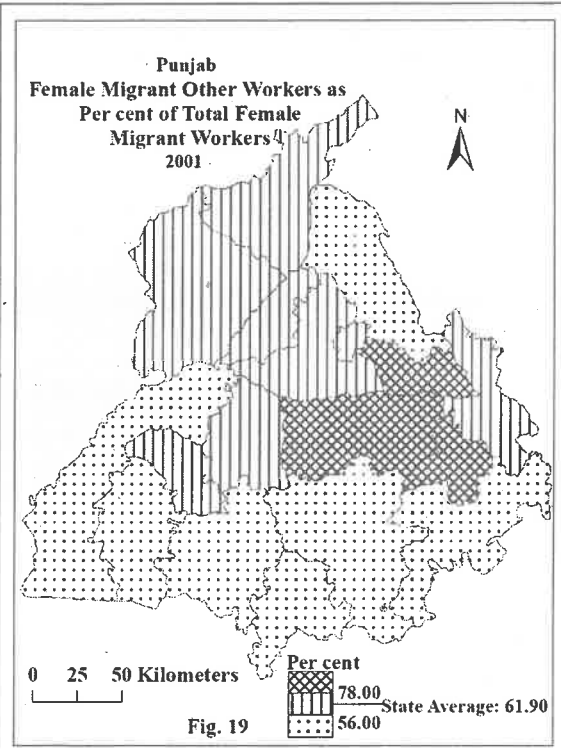 Punjab
Female Migrant Other Workers as
Per cent of Total Female
Migrant Workers
2001
N
0 25 50 Kilometers
Per cent
78.00
State Average: 61.90
56.00
Fig. 19